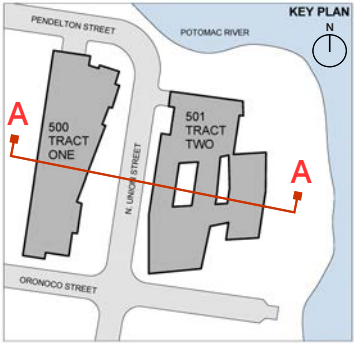 KEY PLAN
N
PENDELTON STREET
POTOMAC RIVER
A
500
TRACT
ONE
501
TRACT
TWO
N. UNION STREET
A
ORONOCO STREET